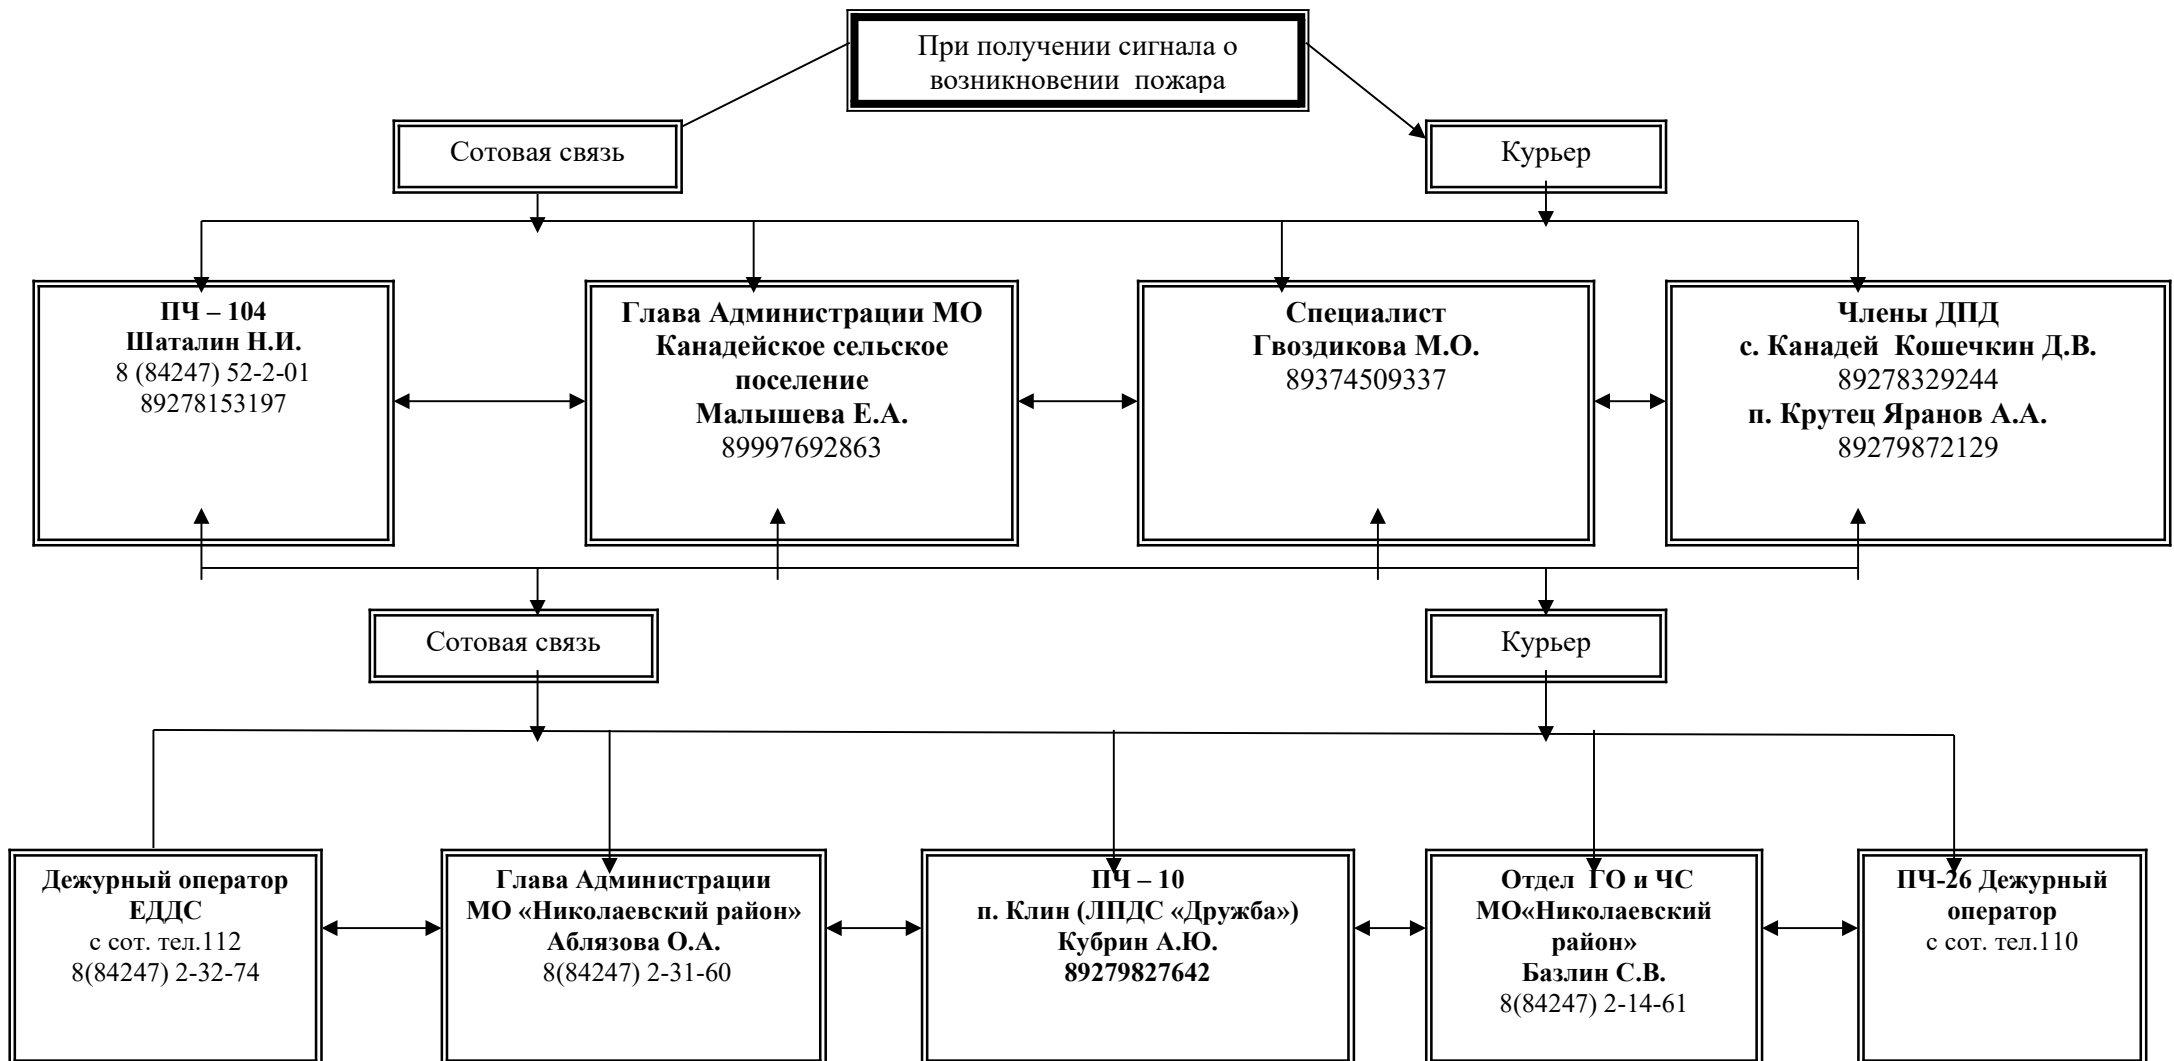 При получении сигнала о
возникновении пожара
Сотовая связь
Курьер
ПЧ – 104
Шаталин Н.И.
8 (84247) 52-2-01
89278153197
Глава Администрации МО
Канадейское сельское
поселение
Малышева Е.А.
89997692863
Специалист
Гвоздикова М.О.
89374509337
Члены ДПД
с. Канадей Кошечкин Д.В.
89278329244
п. Крутец Яранов А.А.
89279872129
Сотовая связь
Курьер
Дежурный оператор
ЕДДС
с сот. тел.112
8(84247) 2-32-74
Глава Администрации
МО «Николаевский район»
Аблязова О.А.
8(84247) 2-31-60
ПЧ – 10
п. Клин (ЛПДС «Дружба»)
Кубрин А.Ю.
89279827642
Отдел ГО и ЧС
МО«Николаевский
район»
Базлин С.В.
8(84247) 2-14-61
ПЧ-26 Дежурный
оператор
с сот. тел.110